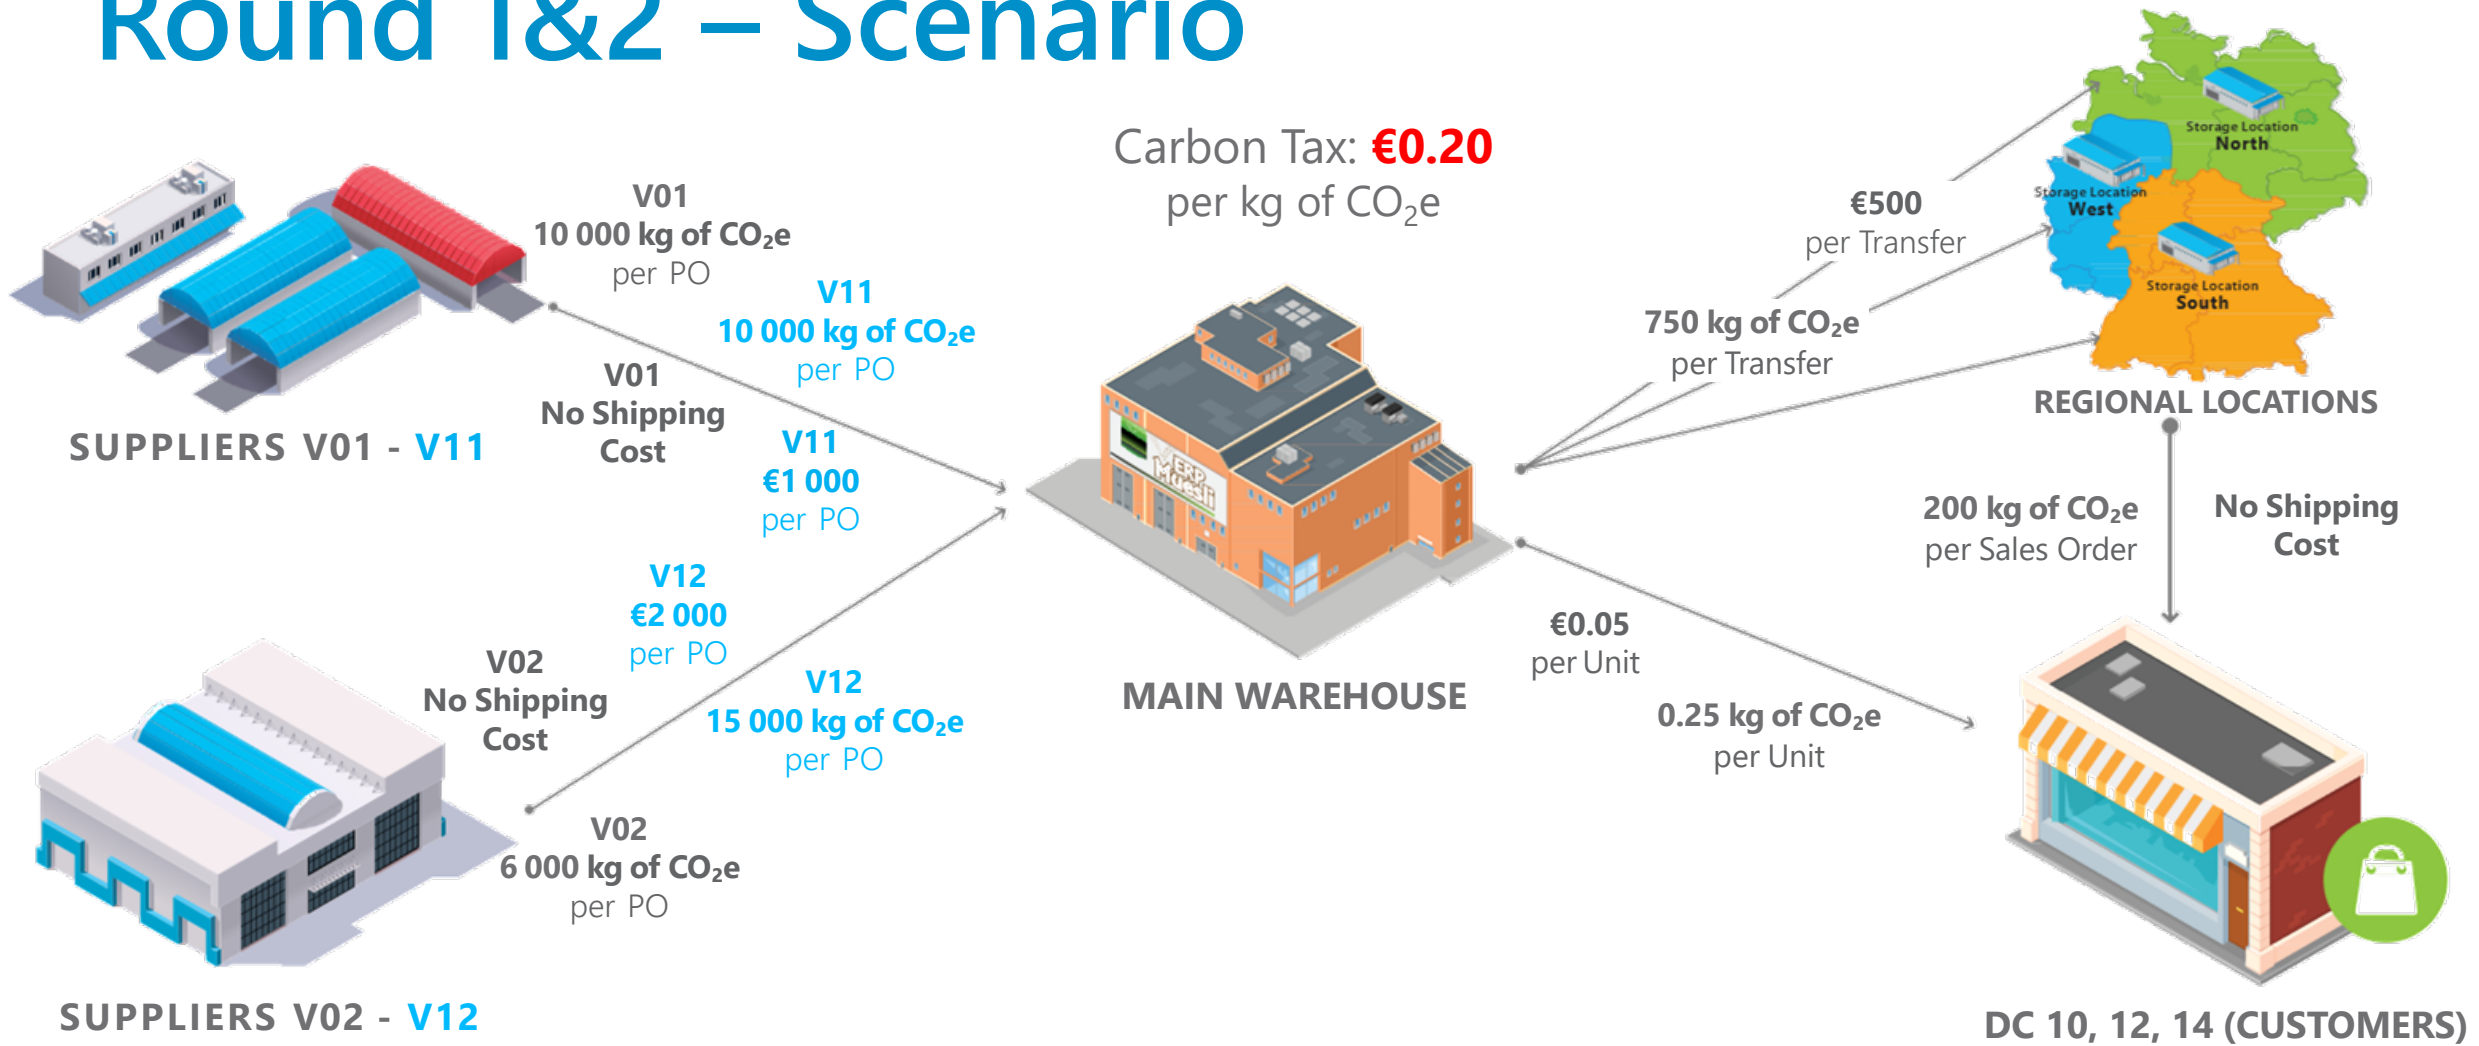 Round 1&2 – Scenario
Carbon Tax: €0.20
per kg of CO₂e
V01
10 000 kg of CO₂e
per PO
V11
10 000 kg of CO₂e
per PO
V01
No Shipping
Cost
V11
€1 000
per PO
SUPPLIERS V01 - V11
V12
€2 000
per PO
V02
No Shipping
Cost
V12
15 000 kg of CO₂e
per PO
V02
6 000 kg of CO₂e
per PO
SUPPLIERS V02 - V12
ERP
Muesli
MAIN WAREHOUSE
€500
per Transfer
750 kg of CO₂e
per Transfer
Storage Location
North
Storage Location
West
Storage Location
South
REGIONAL LOCATIONS
200 kg of CO₂e
per Sales Order
No Shipping
Cost
€0.05
per Unit
0.25 kg of CO₂e
per Unit
DC 10, 12, 14 (CUSTOMERS)